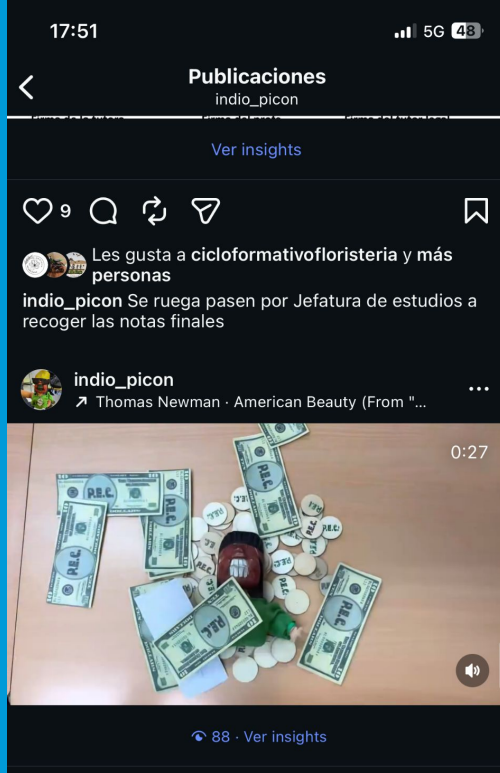 17:51
5G 48
Publicaciones
indio_picon
Ver insights
9
Les gusta a cicloformativofloristeria y más
personas
indio_picon Se ruega pasen por Jefatura de estudios a
recoger las notas finales
indio_picon
Thomas Newman · American Beauty (From "...
0:27
P.E.C.
P.E.C.
P.E.C.
P.E.C.
P.E.C.
P.E.C.
88 · Ver insights